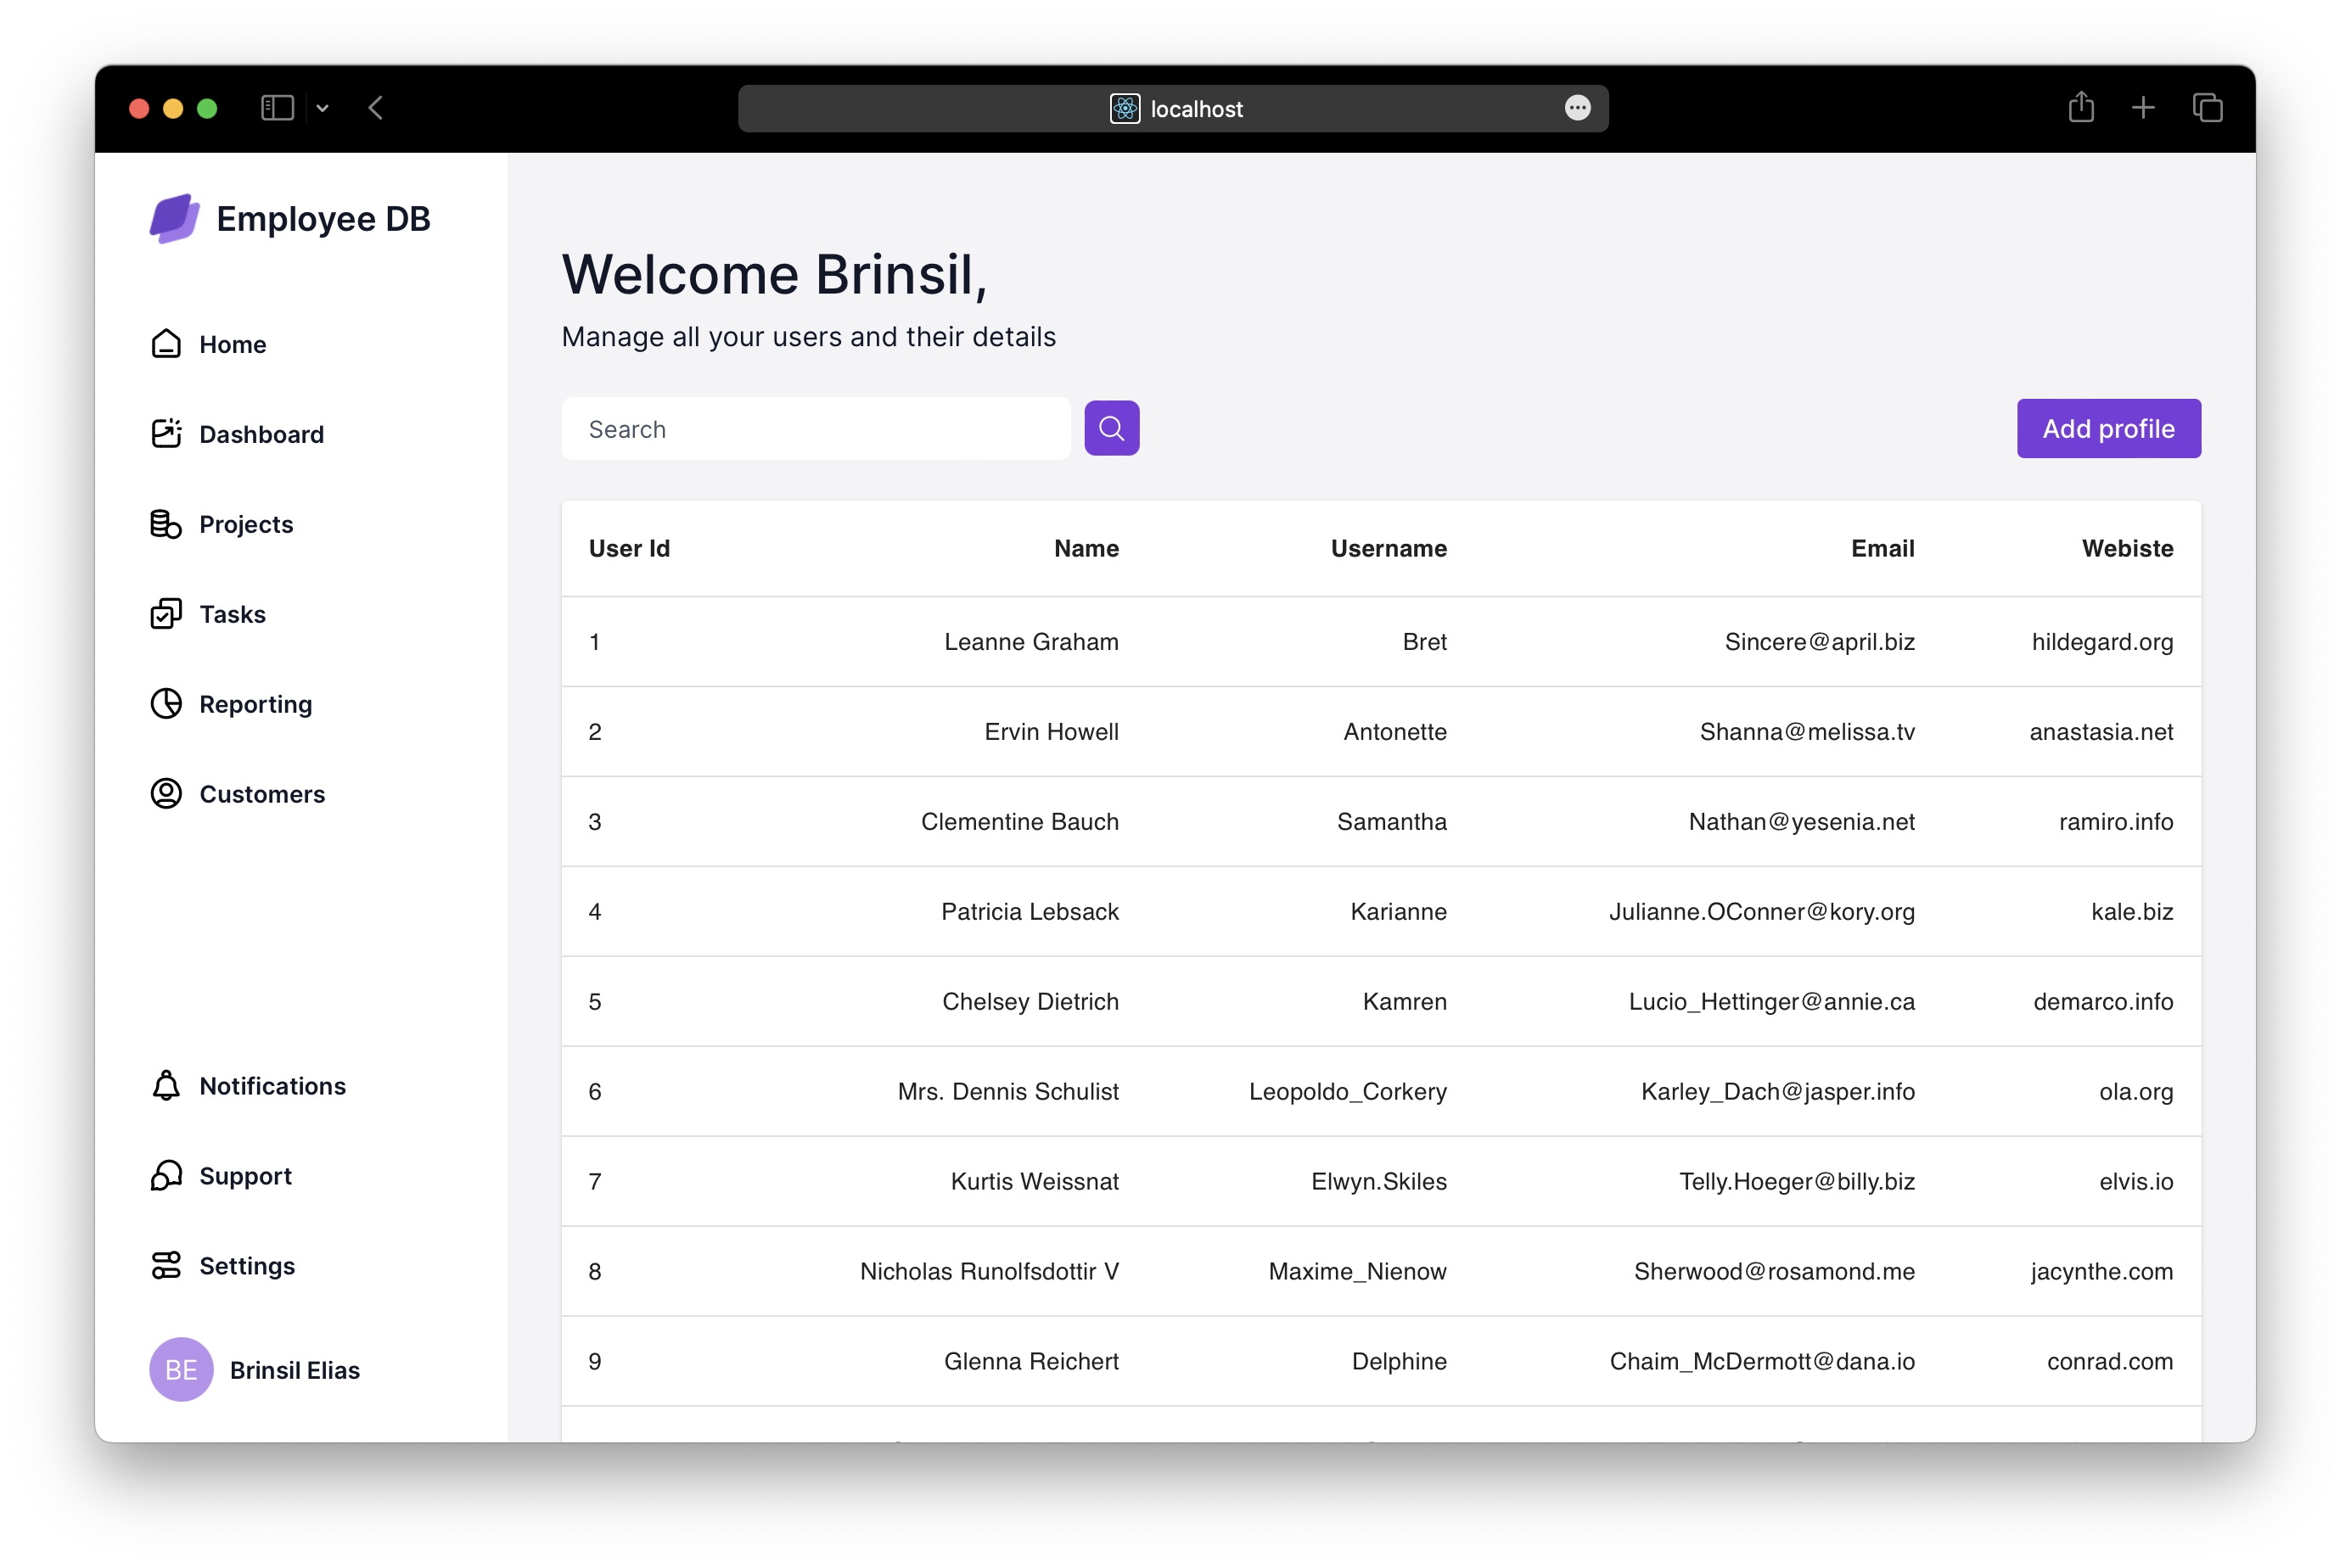 localhost
Employee DB
Home
Dashboard
Projects
Tasks
Reporting
Customers
Notifications
Support
Settings
BE Brinsil Elias
Welcome Brinsil,
Manage all your users and their details
Search
Add profile
User Id Name Username Email Webiste
1 Leanne Graham Bret Sincere@april.biz hildegard.org
2 Ervin Howell Antonette Shanna@melissa.tv anastasia.net
3 Clementine Bauch Samantha Nathan@yesenia.net ramiro.info
4 Patricia Lebsack Karianne Julianne.OConner@kory.org kale.biz
5 Chelsey Dietrich Kamren Lucio_Hettinger@annie.ca demarco.info
6 Mrs. Dennis Schulist Leopoldo_Corkery Karley_Dach@jasper.info ola.org
7 Kurtis Weissnat Elwyn.Skiles Telly.Hoeger@billy.biz elvis.io
8 Nicholas Runolfsdottir V Maxime_Nienow Sherwood@rosamond.me jacynthe.com
9 Glenna Reichert Delphine Chaim_McDermott@dana.io conrad.com